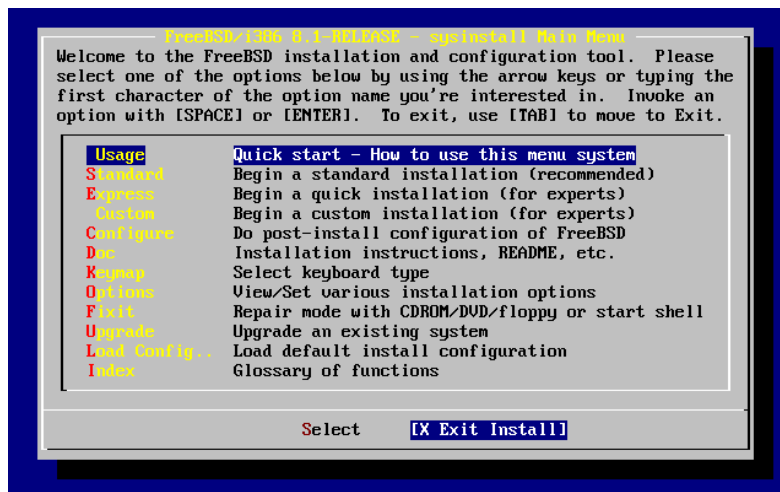 FreeBSD/i386 8.1-RELEASE - sysinstall Main Menu
Welcome to the FreeBSD installation and configuration tool.  Please
select one of the options below by using the arrow keys or typing the
first character of the option name you're interested in.  Invoke an
option with [SPACE] or [ENTER].  To exit, use [TAB] to move to Exit.
Usage Quick start - How to use this menu system
Standard Begin a standard installation (recommended)
Express Begin a quick installation (for experts)
Custom Begin a custom installation (for experts)
Configure Do post-install configuration of FreeBSD
Doc Installation instructions, README, etc.
Keymap Select keyboard type
Options View/Set various installation options
Fixit Repair mode with CDROM/DVD/floppy or start shell
Upgrade Upgrade an existing system
Load Config.. Load default install configuration
Index Glossary of functions
Select [X Exit Install]